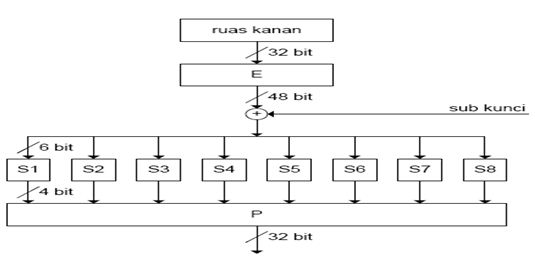 ruas kanan
32 bit
E
48 bit
+
sub kunci
6 bit
S1 S2 S3 S4 S5 S6 S7 S8
4 bit
P
32 bit